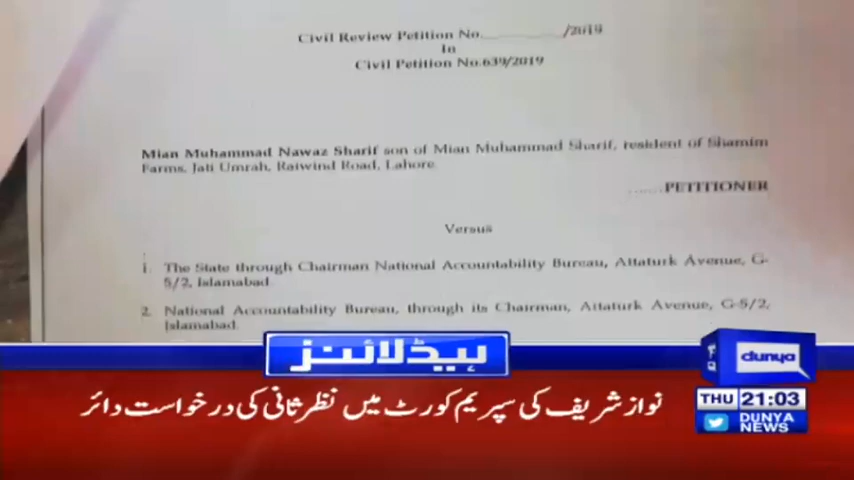 Civil Review Petition No.__________/2019
In
Civil Petition No.639/2019
Mian Muhammad Nawaz Sharif son of Mian Muhammad Sharif, resident of Shamim
Farms, Jati Umrah, Raiwind Road, Lahore.
.......PETITIONER
Versus
1. The State through Chairman National Accountability Bureau, Attaturk Avenue, G-
5/2, Islamabad.
2. National Accountability Bureau, through its Chairman, Attaturk Avenue, G-5/2,
Islamabad.
ہیڈلائنز
dunya
نواز شریف کی سپریم کورٹ میں نظرثانی کی درخواست دائر
THU 21:03
DUNYA
NEWS